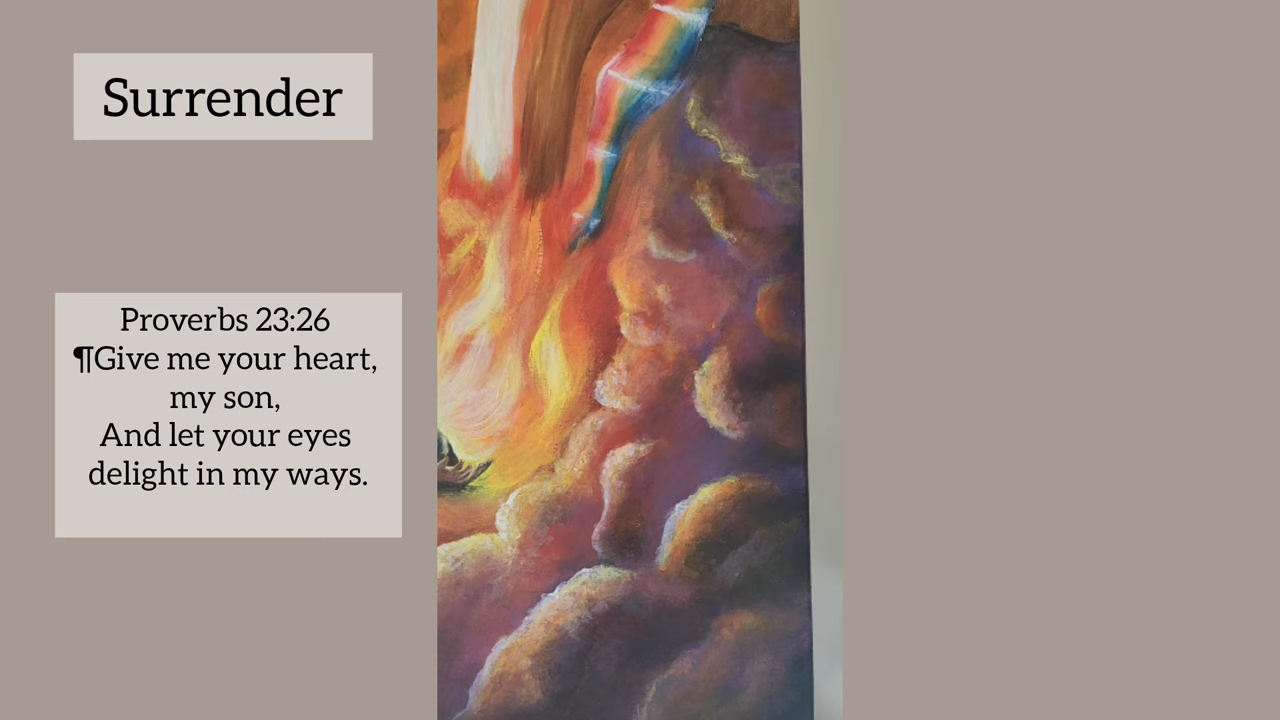 Surrender
Proverbs 23:26
¶Give me your heart,
my son,
And let your eyes
delight in my ways.